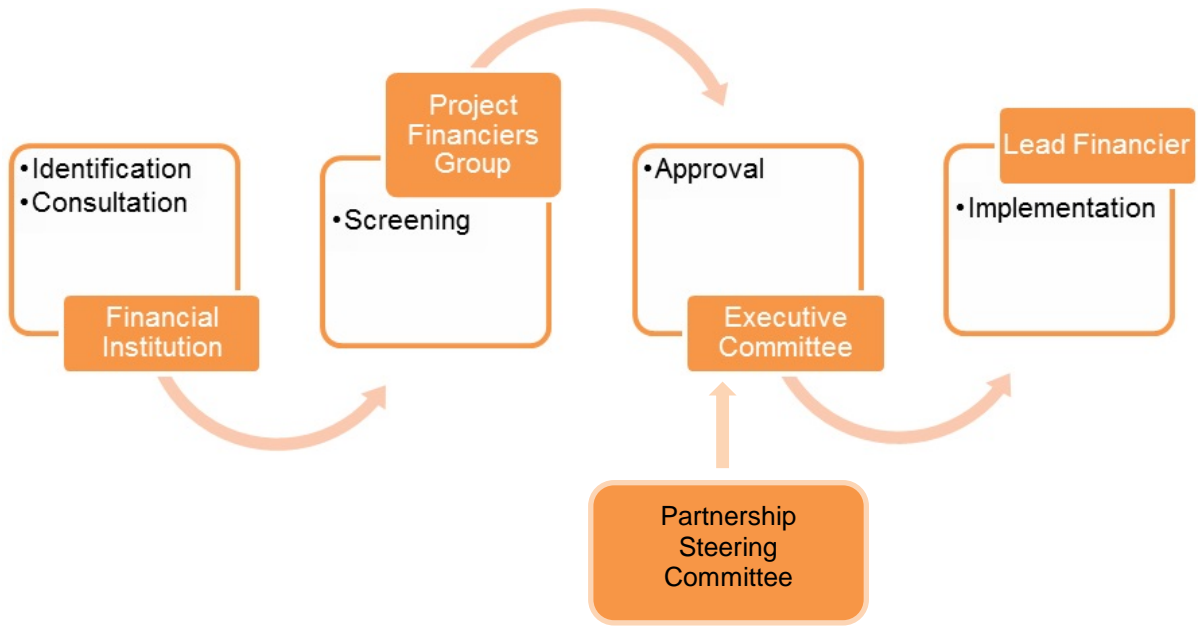 •Identification
•Consultation
Financial
Institution
Project
Financiers
Group
•Screening
•Approval
Executive
Committee
Lead Financier
•Implementation
Partnership
Steering
Committee